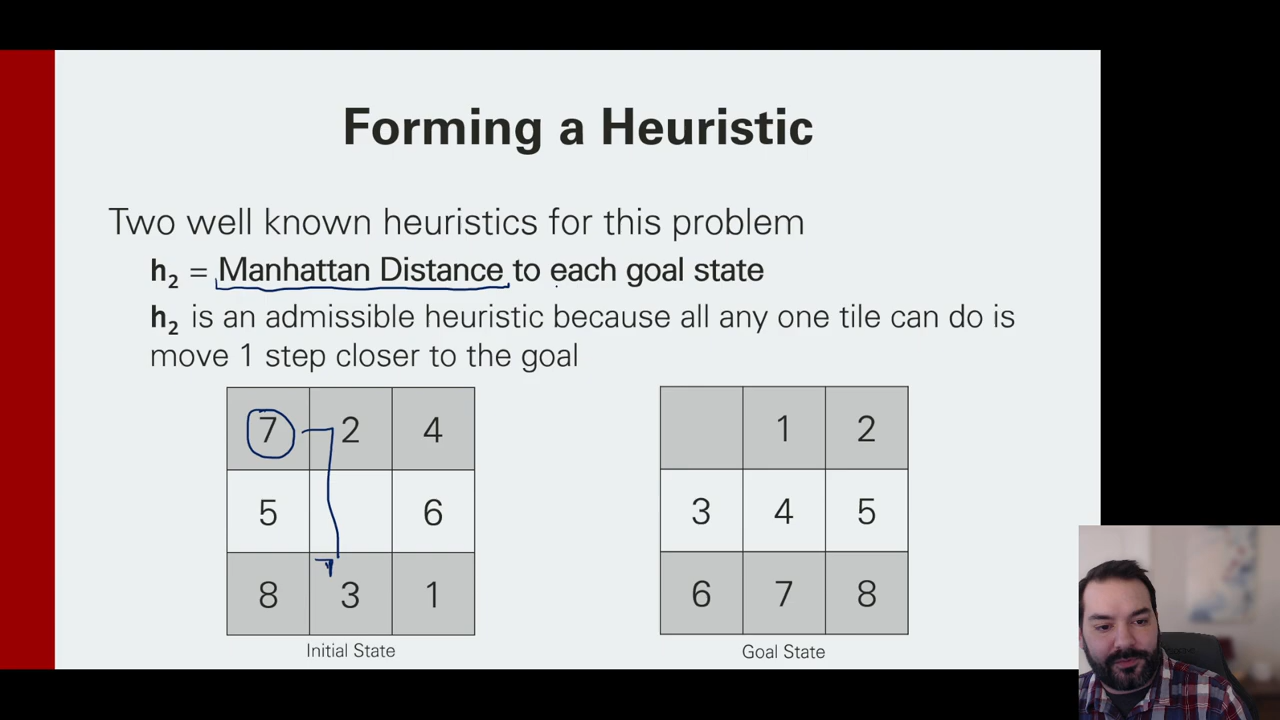 Forming a Heuristic
Two well known heuristics for this problem
h₂ = Manhattan Distance to each goal state
h₂ is an admissible heuristic because all any one tile can do is
move 1 step closer to the goal
7 2 4
5 6
8 3 1
Initial State
1 2
3 4 5
6 7 8
Goal State